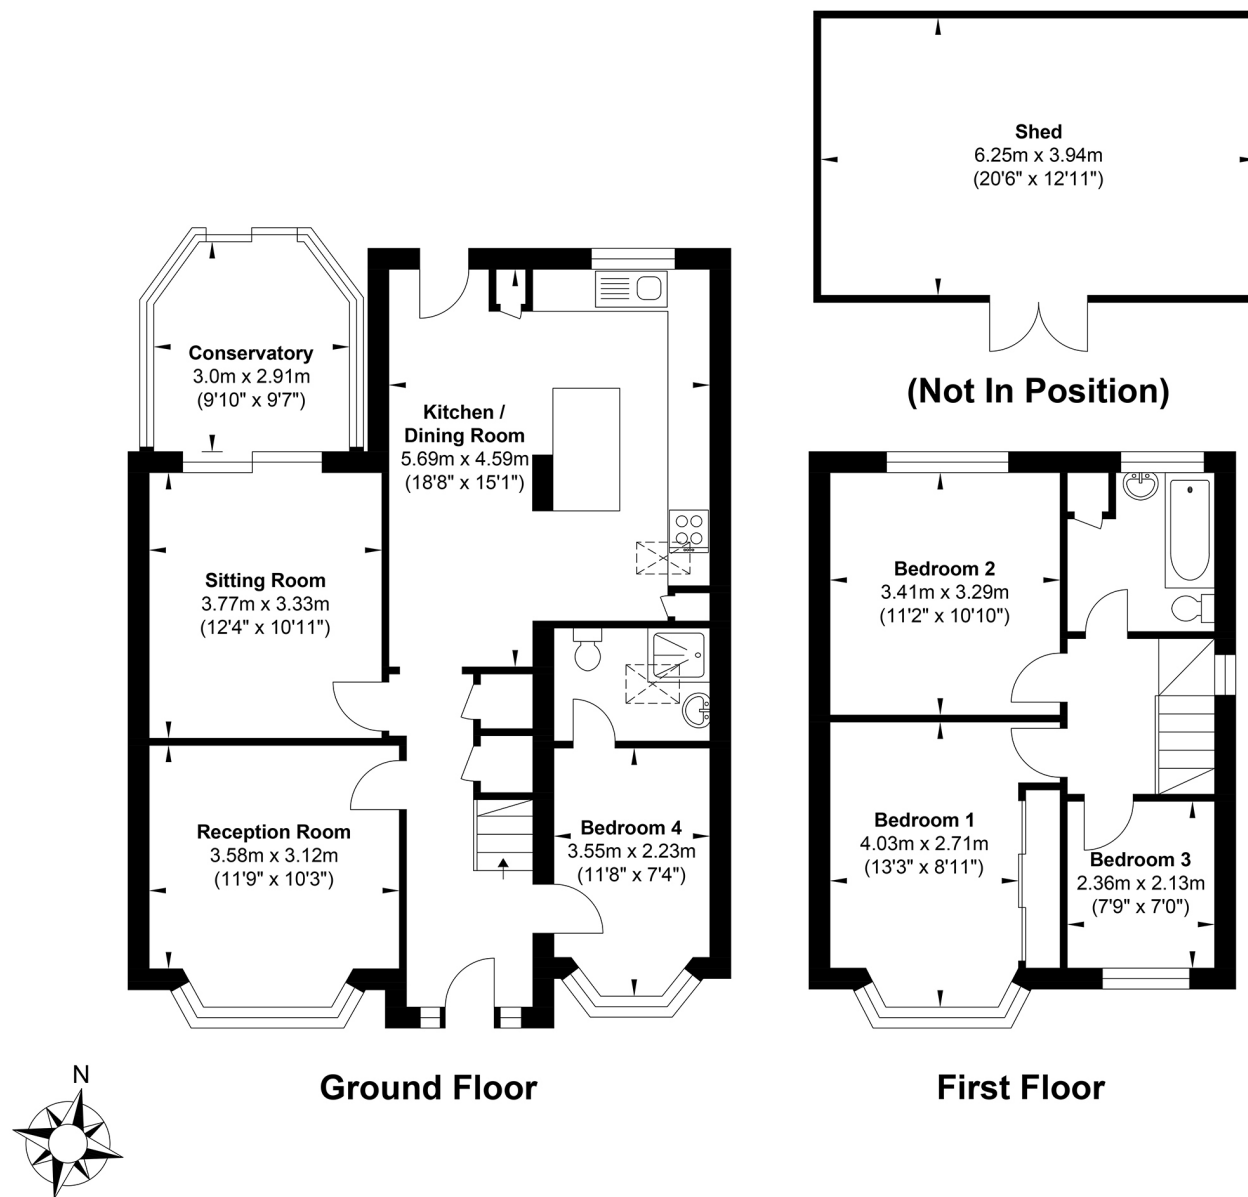 Shed
6.25m x 3.94m
(20'6" x 12'11")
(Not In Position)
Conservatory
3.0m x 2.91m
(9'10" x 9'7")
Kitchen /
Dining Room
5.69m x 4.59m
(18'8" x 15'1")
Sitting Room
3.77m x 3.33m
(12'4" x 10'11")
Reception Room
3.58m x 3.12m
(11'9" x 10'3")
Bedroom 4
3.55m x 2.23m
(11'8" x 7'4")
Ground Floor
Bedroom 2
3.41m x 3.29m
(11'2" x 10'10")
Bedroom 1
4.03m x 2.71m
(13'3" x 8'11")
Bedroom 3
2.36m x 2.13m
(7'9" x 7'0")
First Floor
N